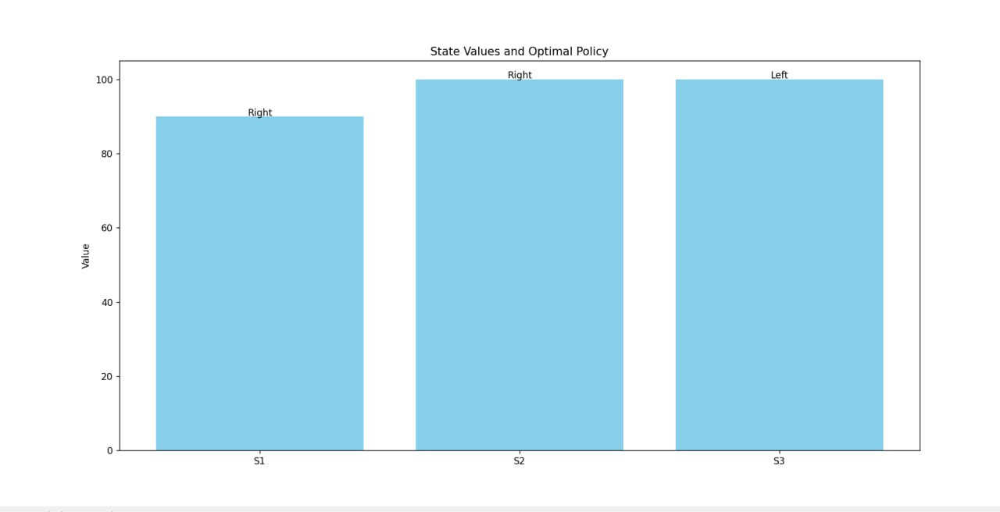 State Values and Optimal Policy
Right
Right
Left
100
80
60
40
20
0
Value
S1
S2
S3